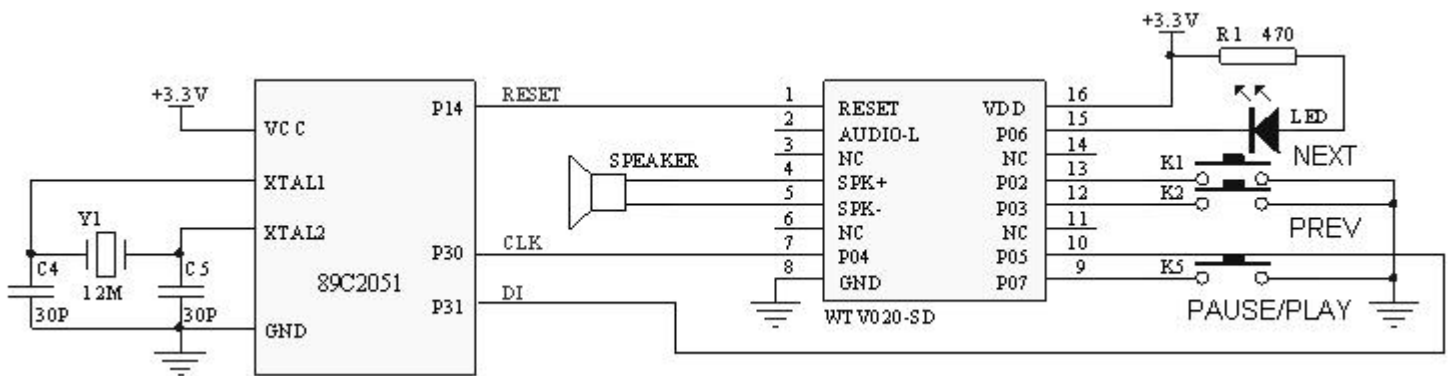 +3.3V
R1 470
+3.3V
P14
RESET
1
RESET
VDD
16
VCC
2
AUDIO-L
P06
15
LED
3
NC
NC
14
NEXT
SPEAKER
XTAL1
4
SPK+
P02
13
K1
5
SPK-
P03
12
K2
Y1
XTAL2
6
NC
NC
11
PREV
P30
CLK
7
P04
P05
10
C4
C5
8
GND
P07
9
K5
12M
89C2051
P31
DI
30P
30P
GND
WTV020-SD
PAUSE/PLAY